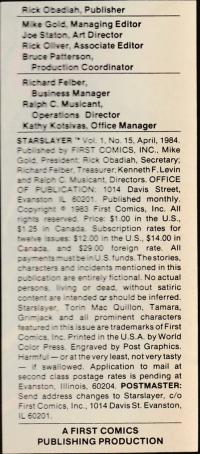 Rick Obadiah, Publisher
Mike Gold, Managing Editor
Joe Staton, Art Director
Rick Oliver, Associate Editor
Bruce Patterson,
Production Coordinator
Richard Felber,
Business Manager
Ralph C. Musicant,
Operations Director
Kathy Kotsivas, Office Manager
STARSLAYER ™ Vol. 1, No. 15, April, 1984.
Published by FIRST COMICS, INC., Mike
Gold, President; Rick Obadiah, Secretary;
Richard Felber, Treasurer; Kenneth F. Levin
and Ralph C. Musicant, Directors. OFFICE
OF PUBLICATION: 1014 Davis Street,
Evanston IL 60201. Published monthly.
Copyright © 1983 First Comics, Inc. All
rights reserved. Price: $1.00 in the U.S.,
$1.25 in Canada. Subscription rates for
twelve issues: $12.00 in the U.S., $14.00 in
Canada, and $29.00 foreign rate. All
payments must be in U.S. funds. The stories,
characters and incidents mentioned in this
publication are entirely fictional. No actual
persons, living or dead, without satiric
content are intended or should be inferred.
Starslayer, Torin Mac Quillon, Tamara,
Grimjack and all prominent characters
featured in this issue are trademarks of First
Comics, Inc. Printed in the U.S.A. by World
Color Press. Engraved by Post Graphics.
Harmful — or at the very least, not very tasty
— if swallowed. Application to mail at
second class postage rates is pending at
Evanston, Illinois, 60204. POSTMASTER:
Send address changes to Starslayer, c/o
First Comics, Inc., 1014 Davis St. Evanston,
IL 60201.
A FIRST COMICS
PUBLISHING PRODUCTION